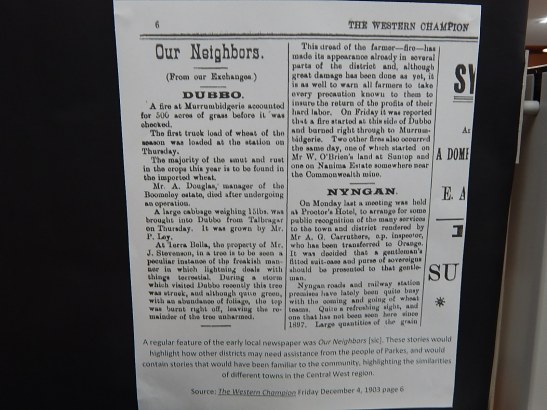 6
THE WESTERN CHAMPION
Our Neighbors.
(From our Exchanges.)
DUBBO.
A fire at Murrumbidgerie accounted
for 500 acres of grass before it was
checked.
The first truck load of wheat of the
season was loaded at the station on
Thursday.
The majority of the smut and rust
in the crops this year is to be found in
the imported wheat.
Mr. A. Douglas, manager of the
Boomeley estate, died after undergoing
an operation.
A large cabbage weighing 15lbs. was
brought into Dubbo from Talbragar
on Thursday. It was grown by Mr.
P. Ley.
At Terra Bella, the property of Mr.
J. Stevenson, in a tree is to be seen a
peculiar instance of the freakish man-
ner in which lightning deals with
things terrestial. During a storm
which visited Dubbo recently this tree
was struck, and although quite green,
with an abundance of foliage, the top
was burnt right off, leaving the re-
mainder of the tree unharmed.
This dread of the farmer—fire—has
made its appearance already in several
parts of the district and, although
great damage has been done as yet, it
is as well to warn all farmers to take
every precaution known to them to
insure the return of the profits of their
hard labor. On Friday it was reported
that a fire started at this side of Dubbo
and burned right through to Murrum-
bidgerie. Two other fires also occurred
the same day, one of which started on
Mr W. O'Brien's land at Suntop and
one on Nanima Estate somewhere near
the Commonwealth mine.
NYNGAN.
On Monday last a meeting was held
at Proctor's Hotel, to arrange for some
public recognition of the many services
to the town and district rendered by
Mr A. G. Carruthers, c.p. inspector,
who has been transferred to Orange.
It was decided that a gentleman's
fitted suit-case and purse of sovereigns
should be presented to that gentle-
man.
Nyngan roads and railway station
premises have lately been quite busy
with the coming and going of wheat
teams. Quite a refreshing sight, and
one that has not been seen here since
1897. Large quantities of the grain
SY
A DOME
E. A
SU
A regular feature of the early local newspaper was Our Neighbors [sic]. These stories would
highlight how other districts may need assistance from the people of Parkes, and would
contain stories that would have been familiar to the community, highlighting the similarities
of different towns in the Central West region.
Source: The Western Champion Friday December 4, 1903 page 6